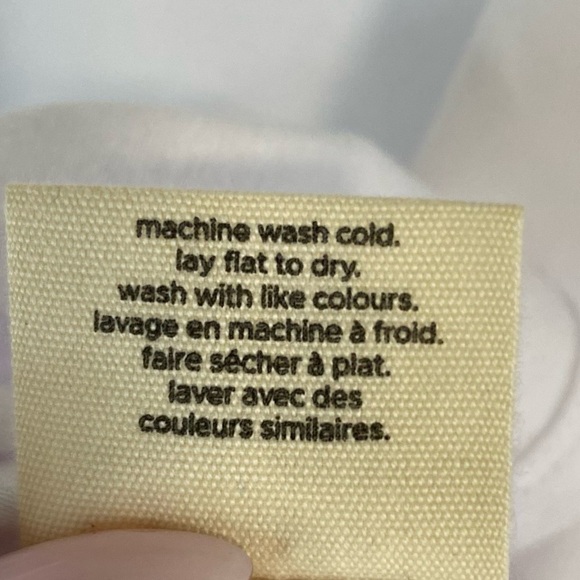 machine wash cold.
lay flat to dry.
wash with like colours.
lavage en machine à froid.
faire sécher à plat.
laver avec des
couleurs similaires.